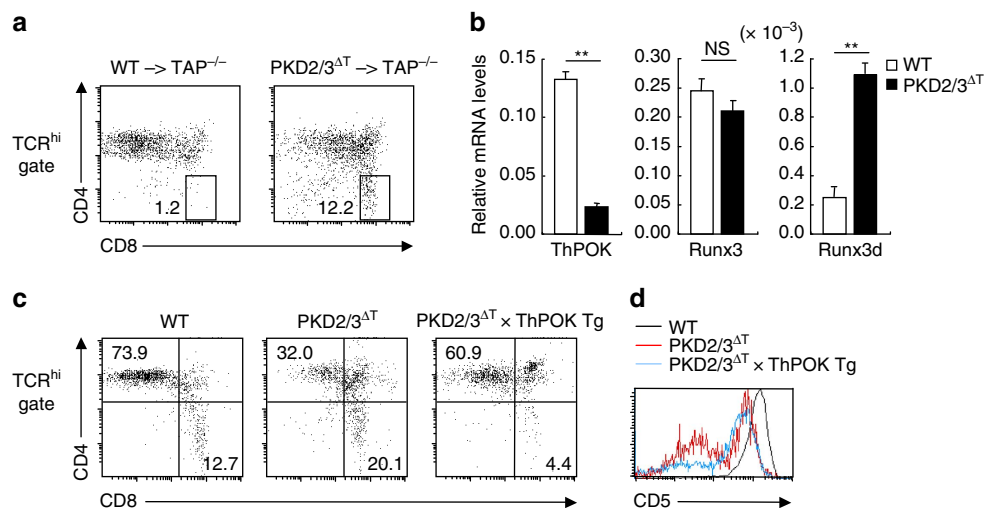 a
WT –> TAP–/–
PKD2/3ΔT –> TAP–/–
TCRhi
gate
CD4
1.2
12.2
CD8
b
(× 10–3)
WT
PKD2/3ΔT
Relative mRNA levels
0.15
0.10
0.05
0.00
**
ThPOK
0.30
0.25
0.20
0.15
0.10
0.05
0.00
NS
Runx3
1.2
1.0
0.8
0.6
0.4
0.2
0.0
**
Runx3d
c
WT
PKD2/3ΔT
PKD2/3ΔT × ThPOK Tg
TCRhi
gate
CD4
73.9
12.7
32.0
20.1
60.9
4.4
CD8
d
WT
PKD2/3ΔT
PKD2/3ΔT × ThPOK Tg
CD5